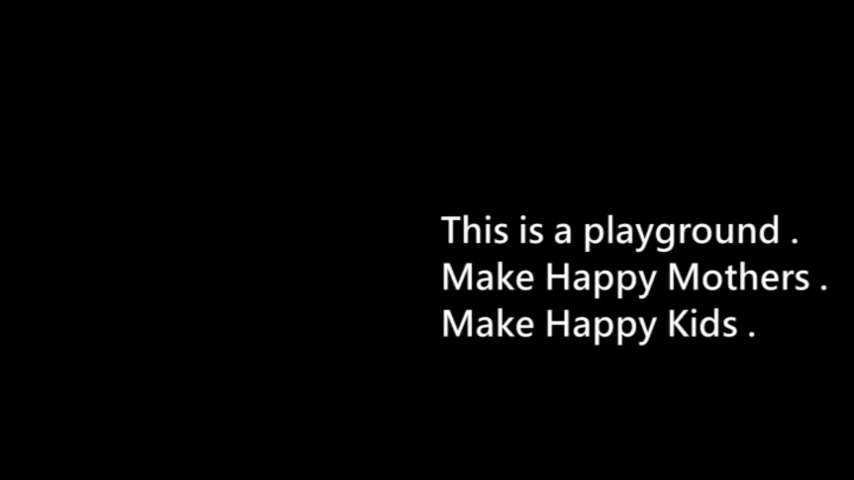 This is a playground .
Make Happy Mothers .
Make Happy Kids .